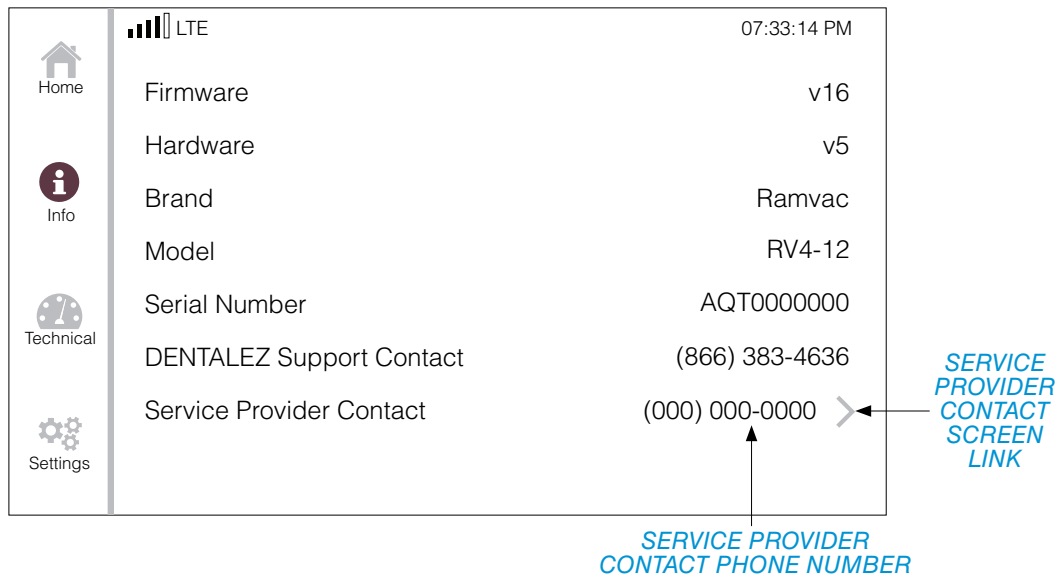 LTE
07:33:14 PM
Home
Info
Technical
Settings
Firmware v16
Hardware v5
Brand Ramvac
Model RV4-12
Serial Number AQT0000000
DENTALEZ Support Contact (866) 383-4636
Service Provider Contact (000) 000-0000
SERVICE
PROVIDER
CONTACT
SCREEN
LINK
SERVICE PROVIDER
CONTACT PHONE NUMBER